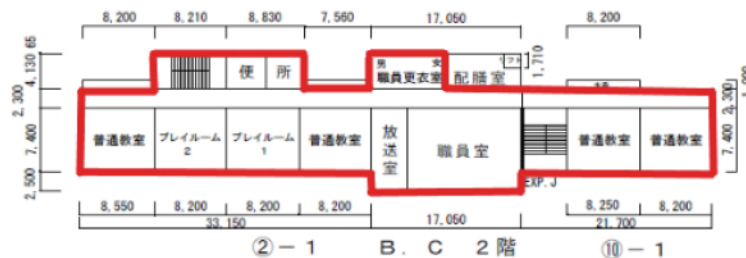 8,200 8,210 8,830 7,560 17,050 8,200
65
4,130
2,300
7,400
2,500
便 所
男 女
職員更衣室
リフト
配膳室
1,710
2,300
7,400
普通教室
プレイルーム
2
プレイルーム
1
普通教室
放送室
職員室
普通教室
普通教室
EXP.J
8,550 8,200 8,200 8,200 17,050 8,250 8,200
33,150 21,700
②－1 B. C 2階 ⑩－1